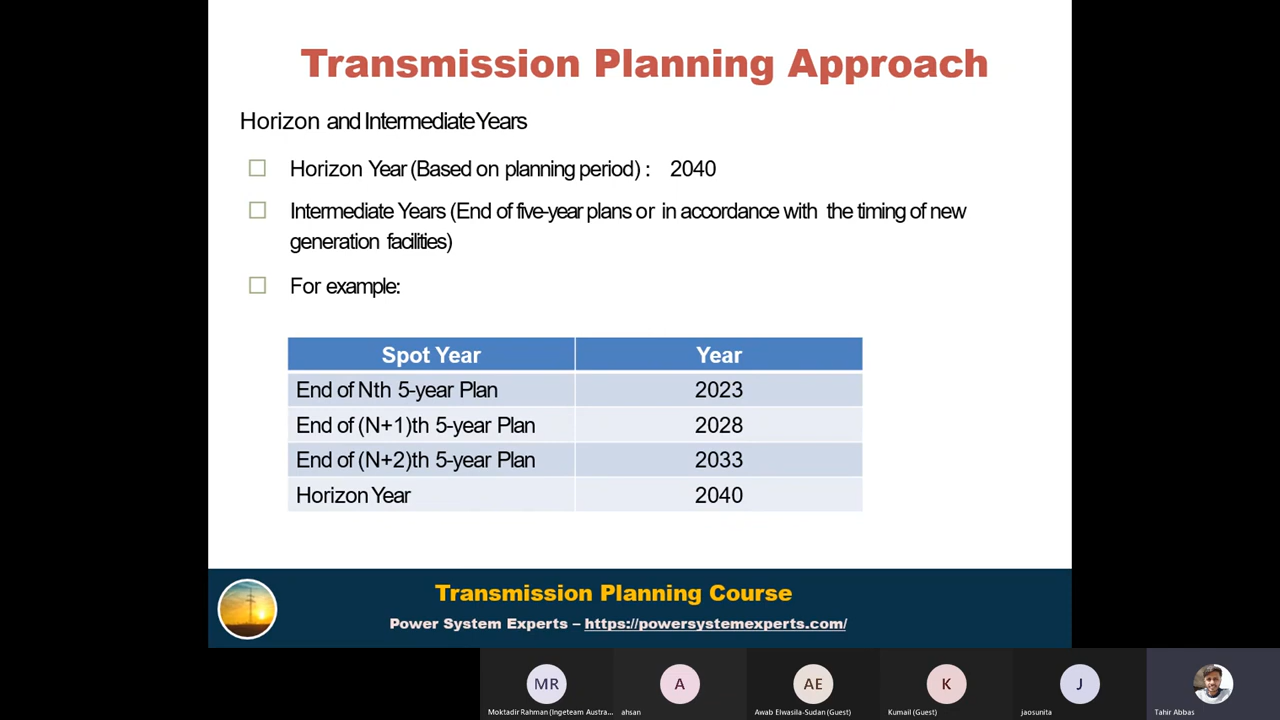 Transmission Planning Approach
Horizon and Intermediate Years
Horizon Year (Based on planning period) : 2040
Intermediate Years (End of five-year plans or in accordance with the timing of new
generation facilities)
For example:
Spot Year Year
End of Nth 5-year Plan 2023
End of (N+1)th 5-year Plan 2028
End of (N+2)th 5-year Plan 2033
Horizon Year 2040
Transmission Planning Course
Power System Experts – https://powersystemexperts.com/
MR A AE K J
Moktadir Rahman (Ingeteam Austra... ahsan Awab Elwasila-Sudan (Guest) Kumail (Guest) jaosunita Tahir Abbas